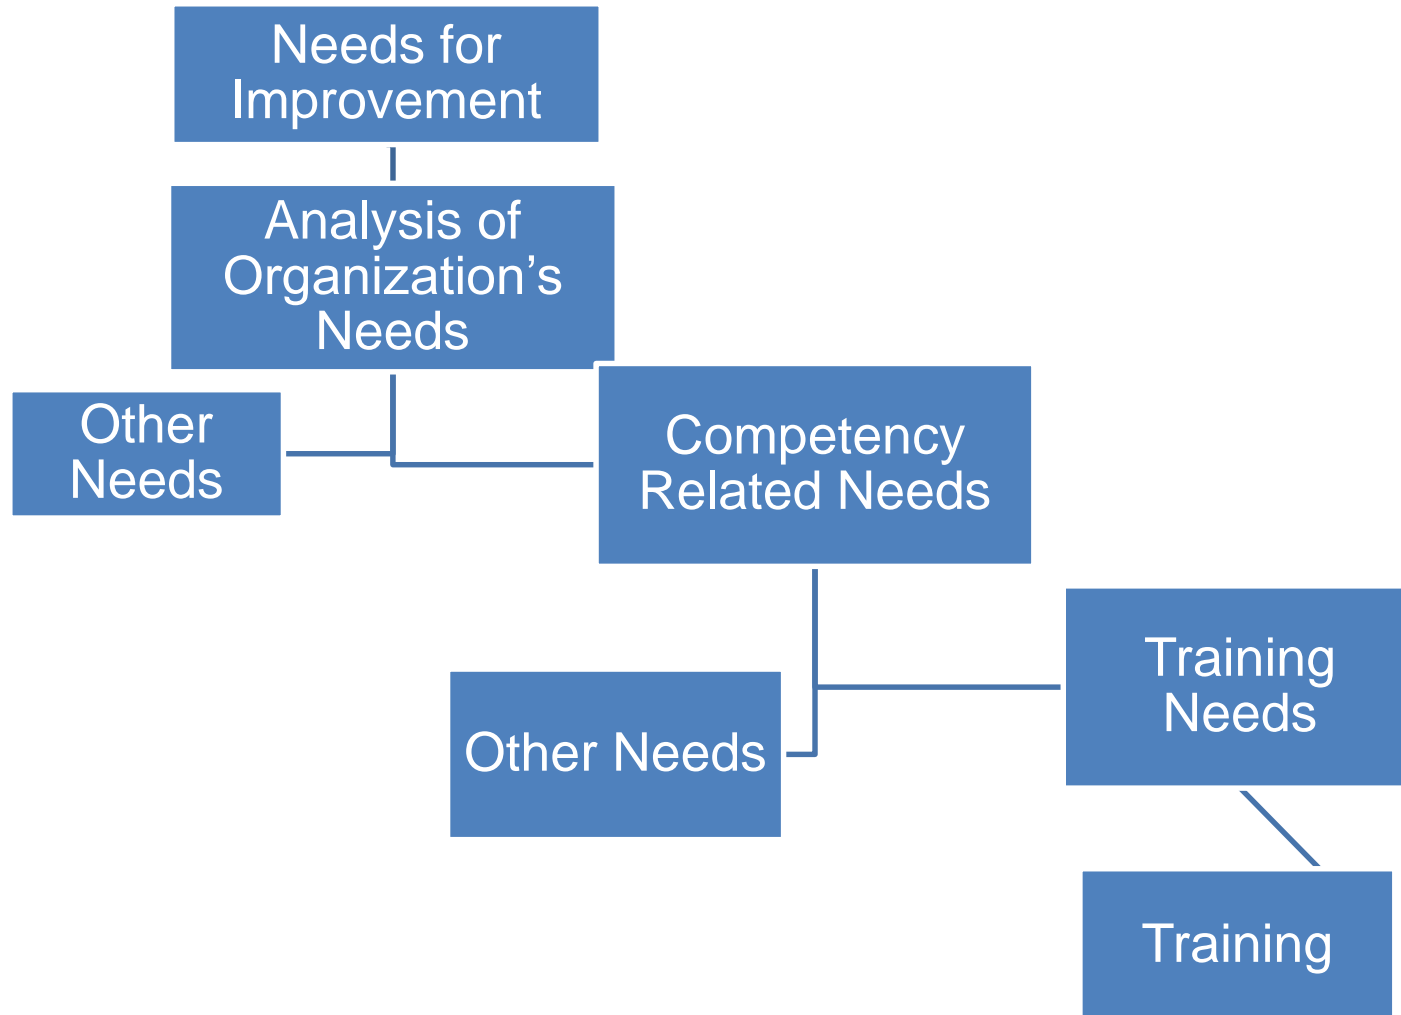 Needs for
Improvement
Analysis of
Organization’s
Needs
Other
Needs
Competency
Related Needs
Other Needs
Training
Needs
Training